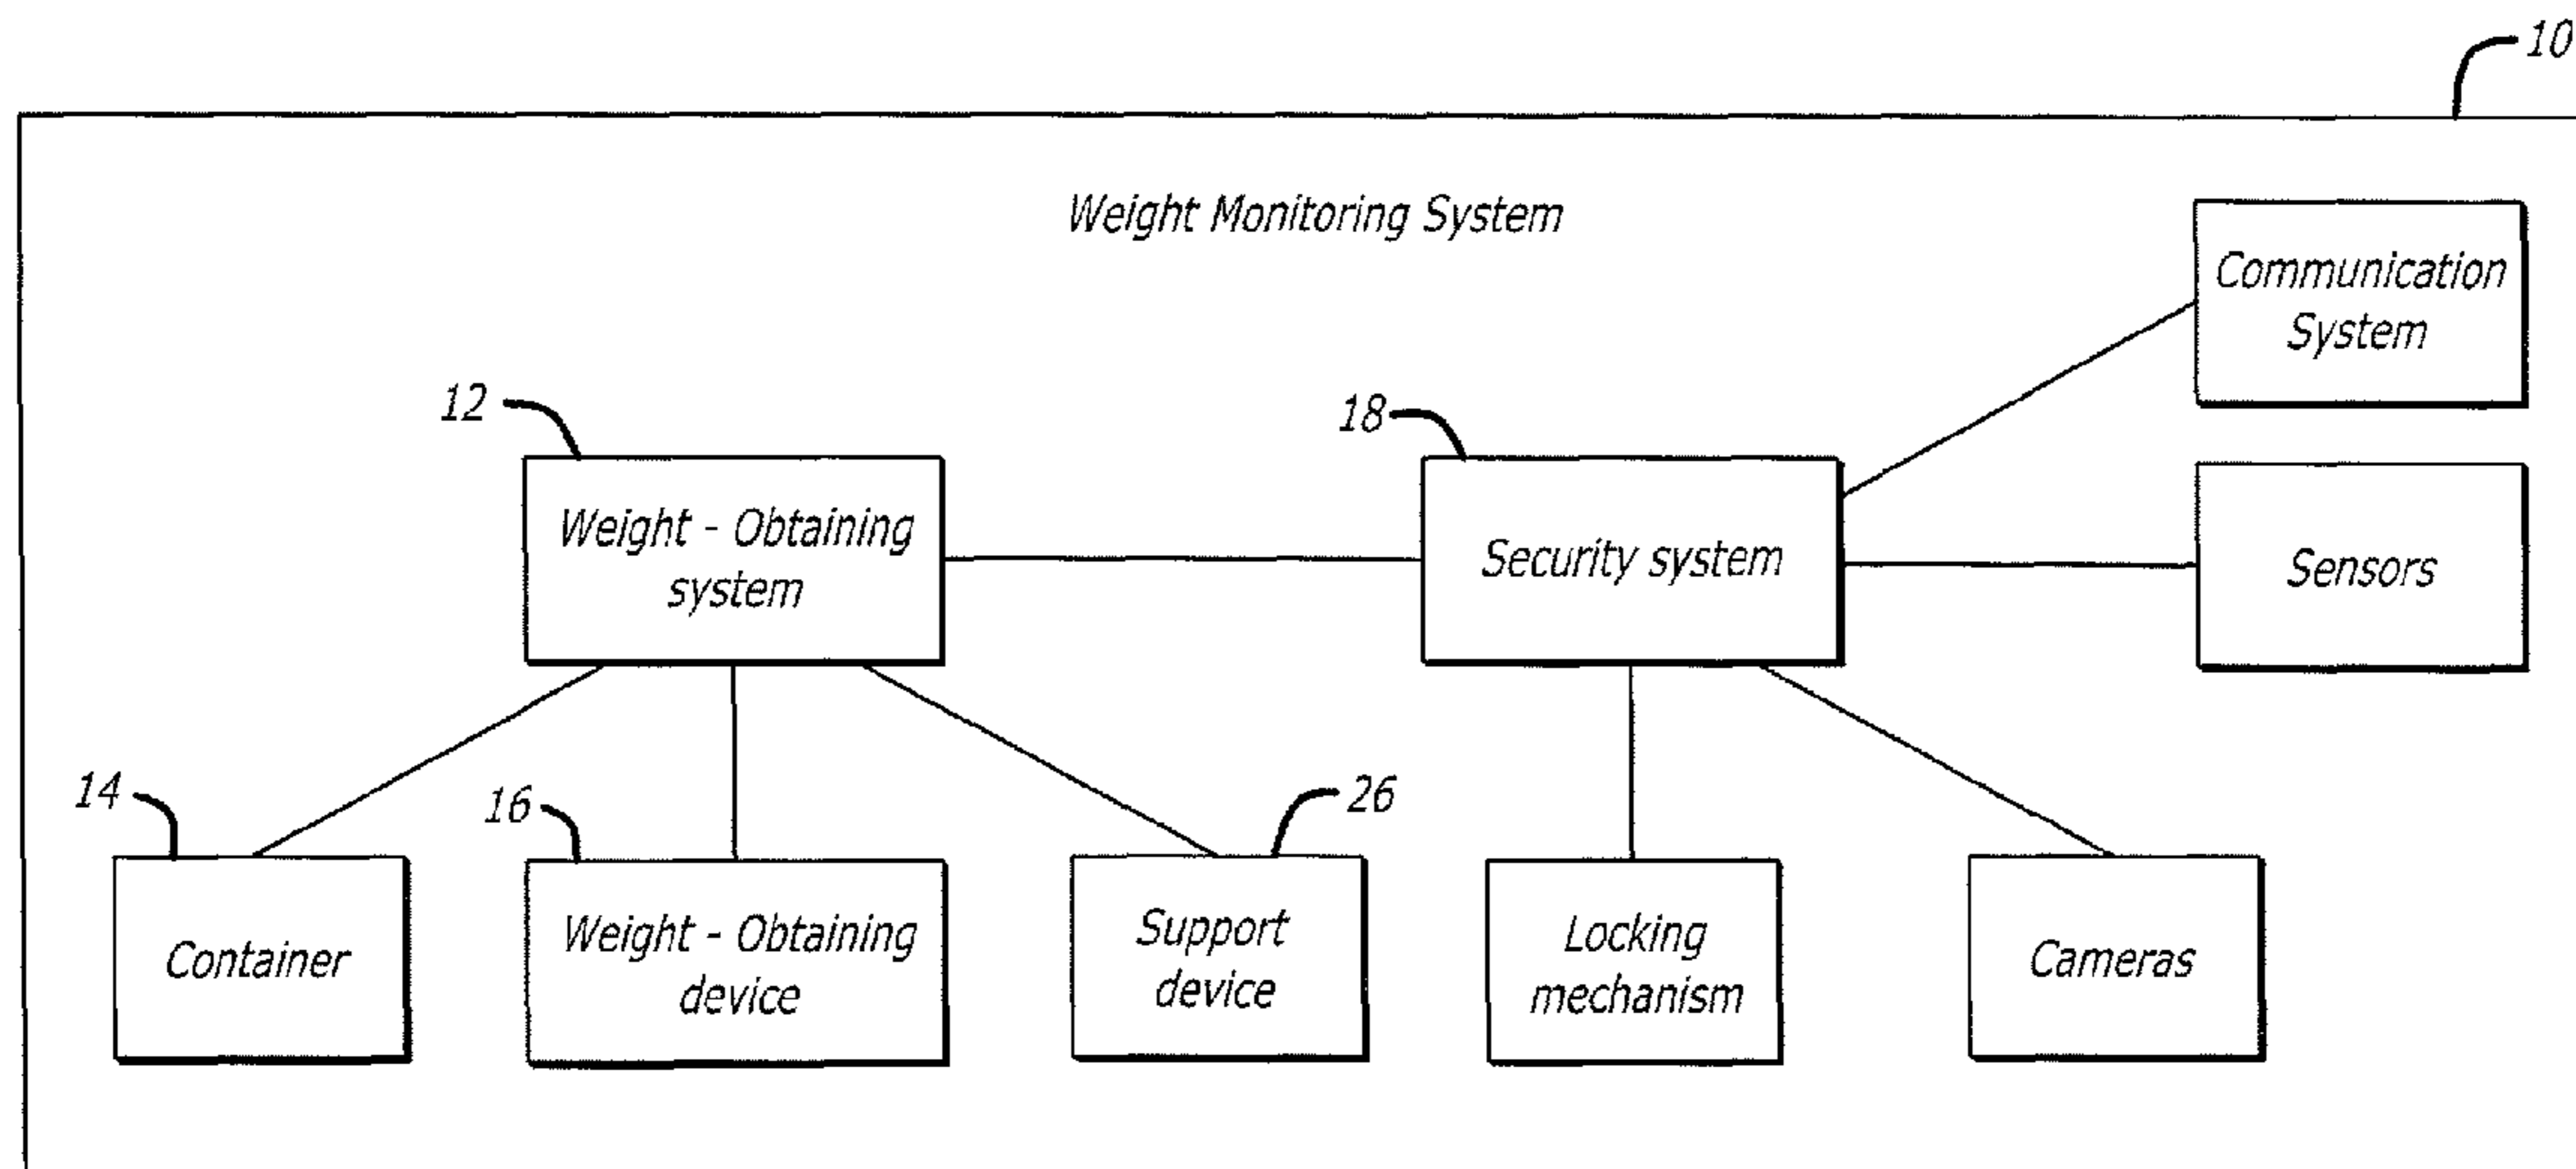 10
Weight Monitoring System
Communication
System
12
18
Weight - Obtaining
system
Security system
Sensors
14
16
26
Container
Weight - Obtaining
device
Support
device
Locking
mechanism
Cameras